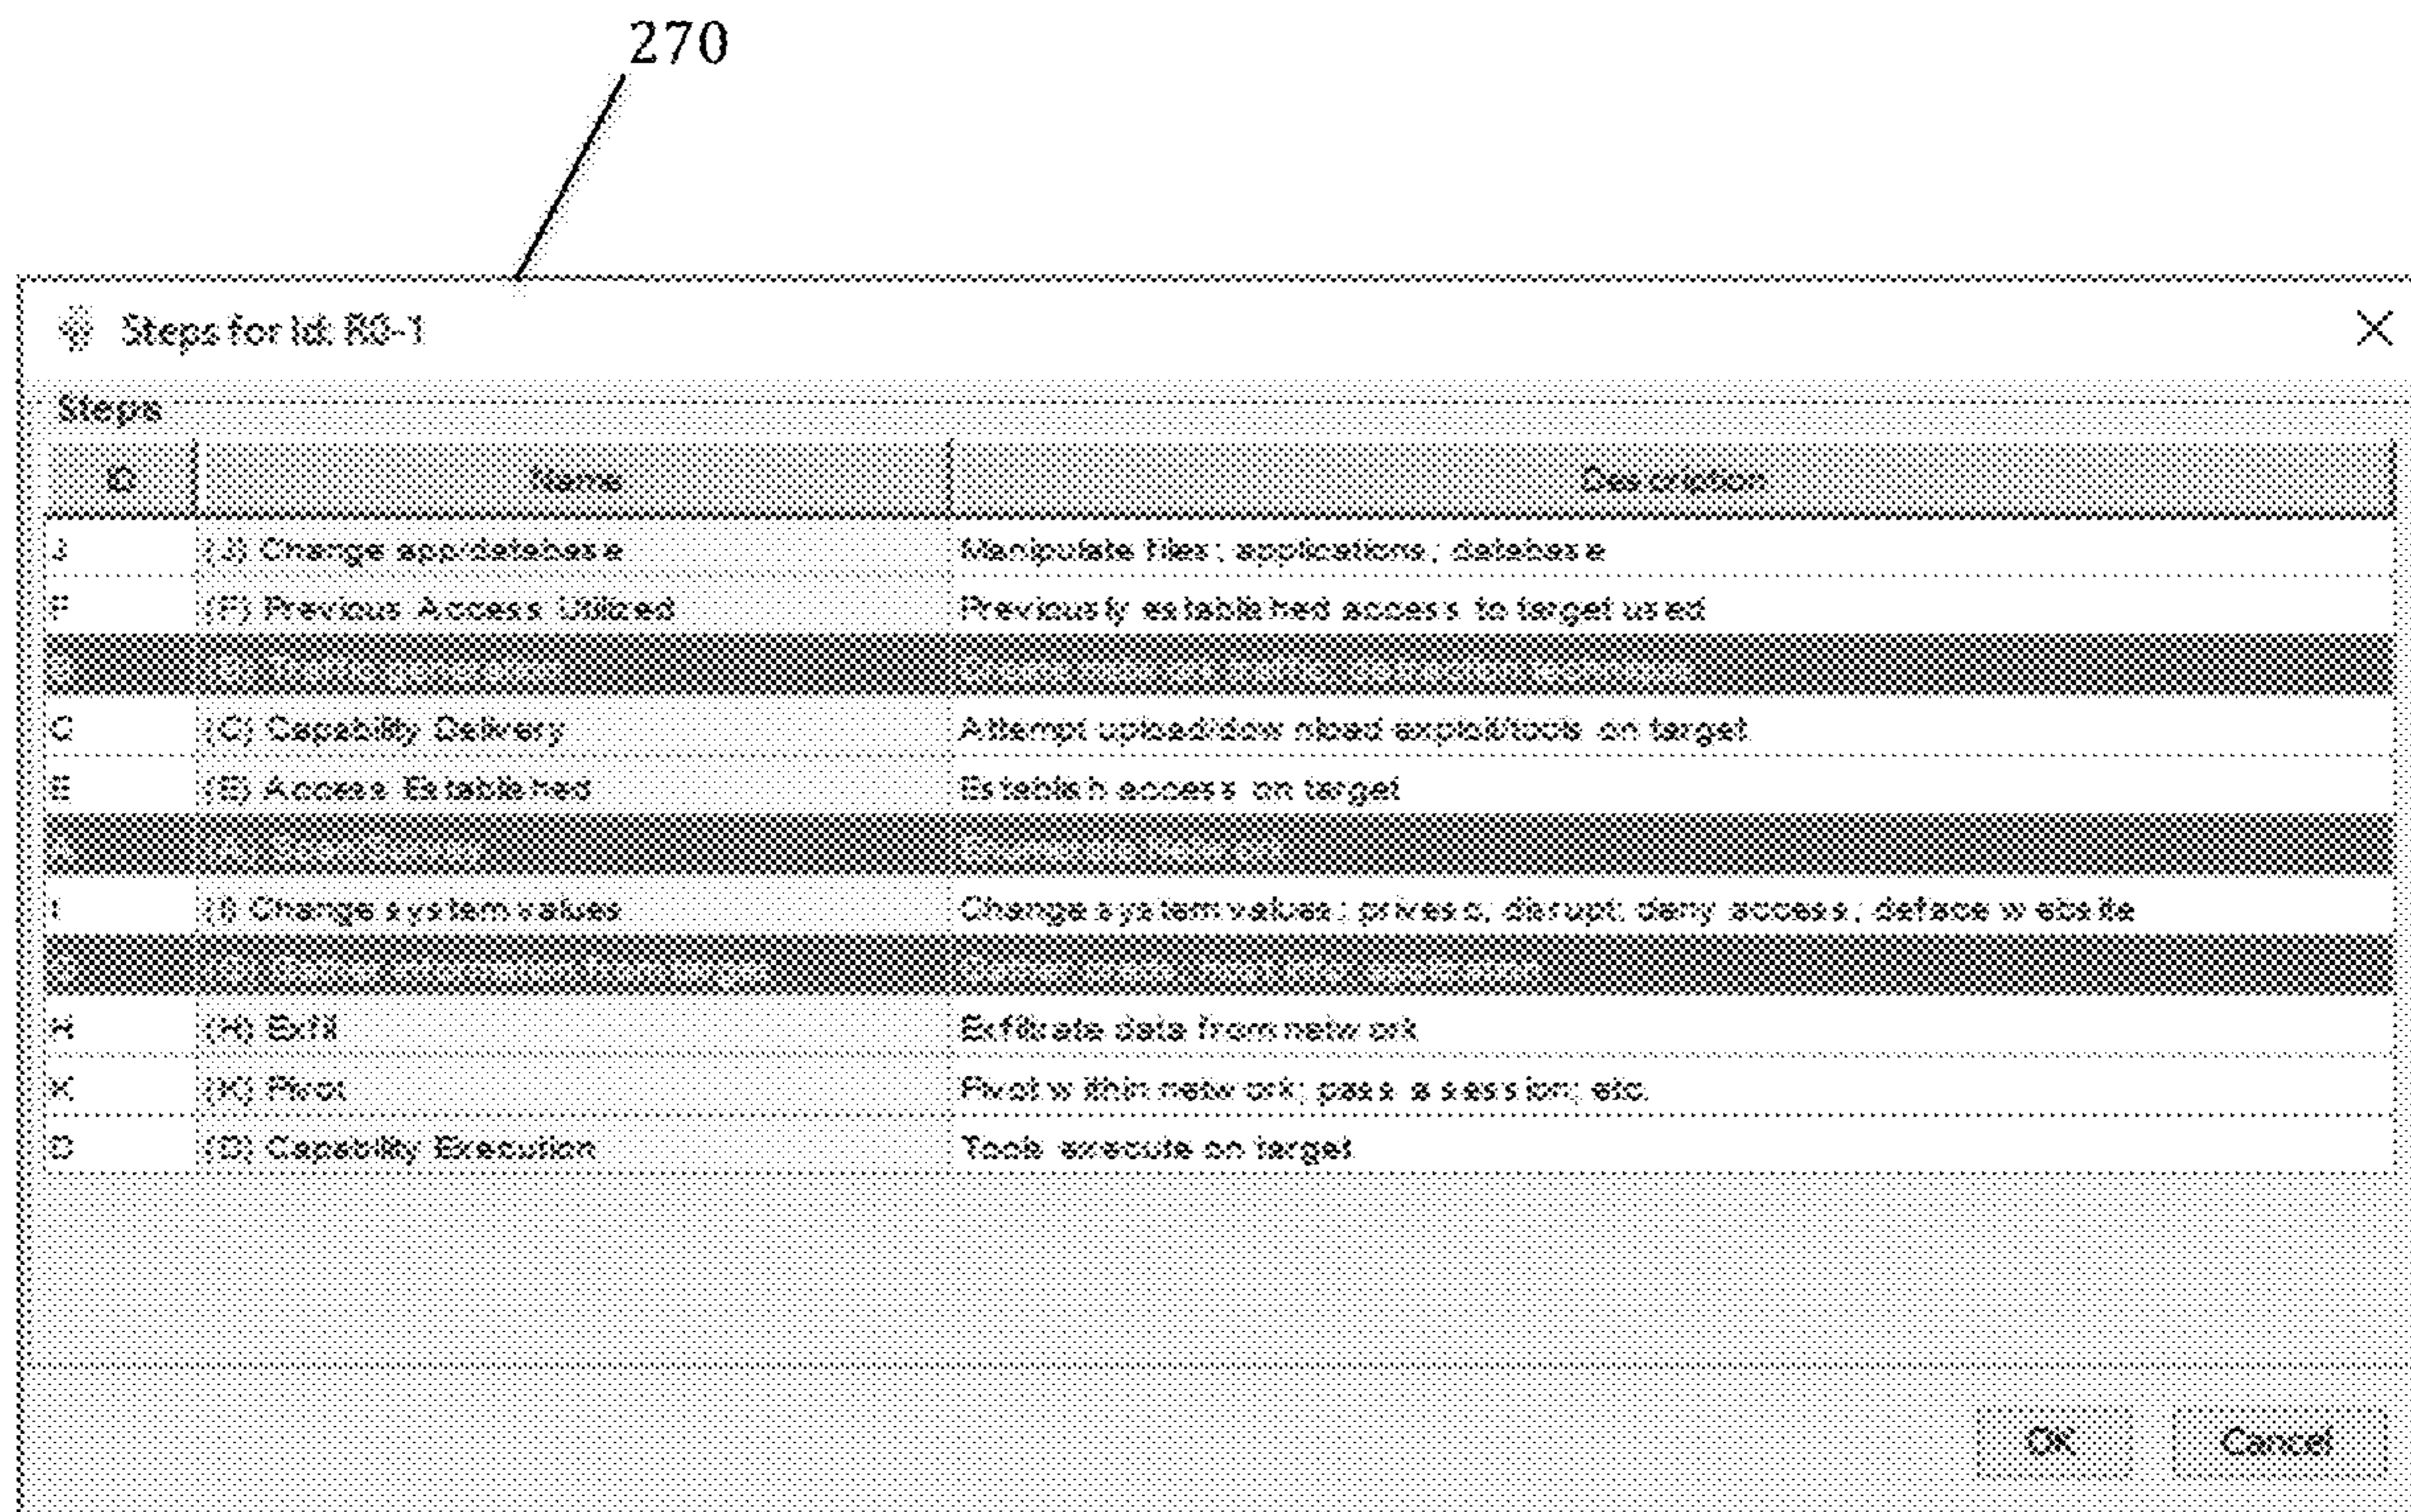 270
Steps for Id: R0-1
Steps
ID Name Description
J (J) Change app/database Manipulate files; applications; database
F (F) Previous Access Utilized Previously established access to target used
C (C) Capability Delivery Attempt upload/download exploit/tools on target
E (E) Access Established Establish access on target
I (I) Change system values Change system values; privesc; disrupt; deny access; deface website
H (H) Exfil Exfiltrate data from network
K (K) Pivot Pivot within network; pass a session; etc.
D (D) Capability Execution Tools execute on target
OK Cancel